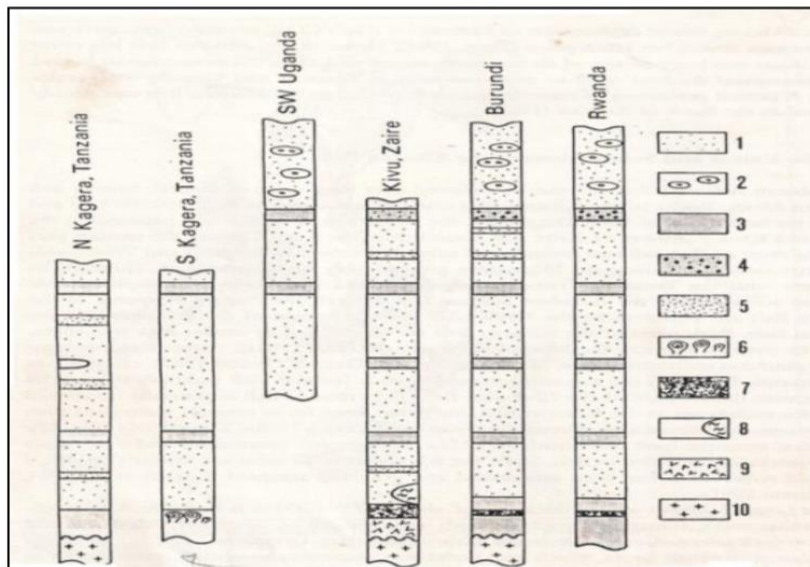 N Kagera, Tanzania
S Kagera, Tanzania
SW Uganda
Kivu, Zaire
Burundi
Rwanda
1
2
3
4
5
6
7
8
9
10